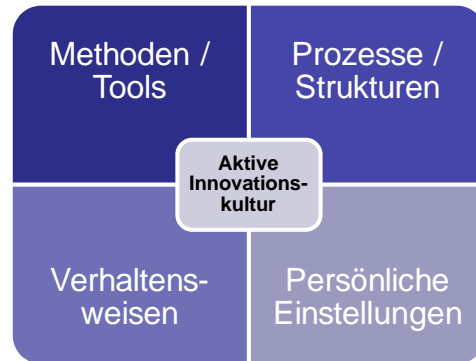 Methoden /
Tools
Prozesse /
Strukturen
Aktive
Innovations-
kultur
Verhaltens-
weisen
Persönliche
Einstellungen